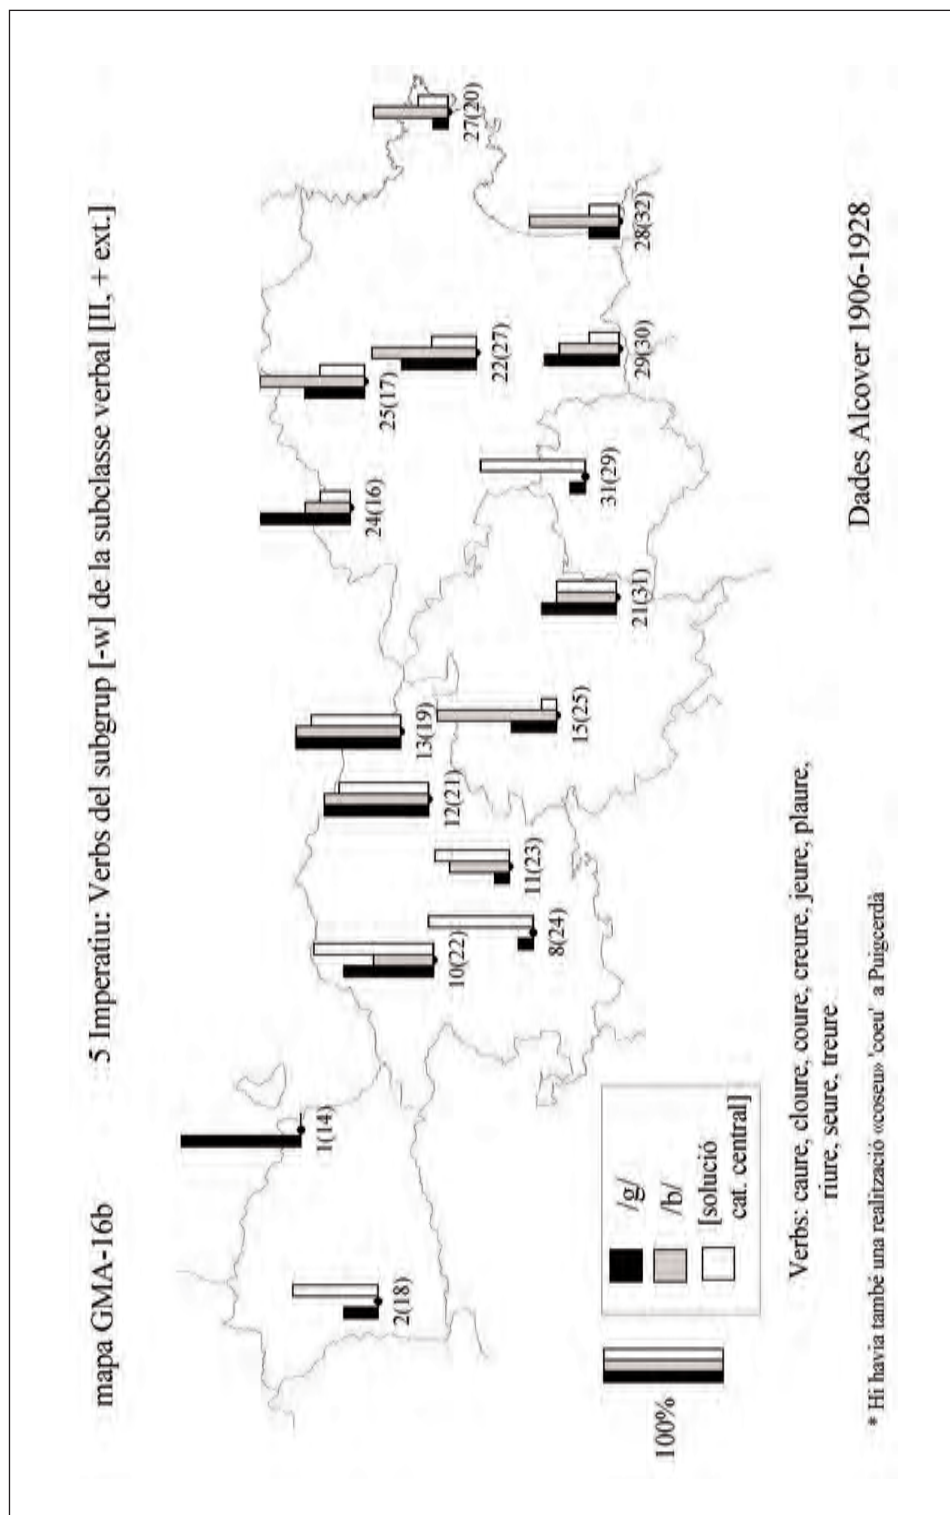 mapa GMA-16b
::5 Imperatiu: Verbs del subgrup [-w] de la subclasse verbal [II, + ext.]
1(14)
2(18)
10(22)
8(24)
11(23)
12(21)
13(19)
15(25)
24(16)
25(17)
22(27)
27(20)
28(32)
29(30)
31(29)
21(31)
100%
/g/
/b/
[solució
cat. central]
Verbs: caure, cloure, coure, creure, jeure, plaure,
riure, seure, treure
Dades Alcover 1906-1928
* Hi havia també una realització «coseu» 'coeu' a Puigcerdà